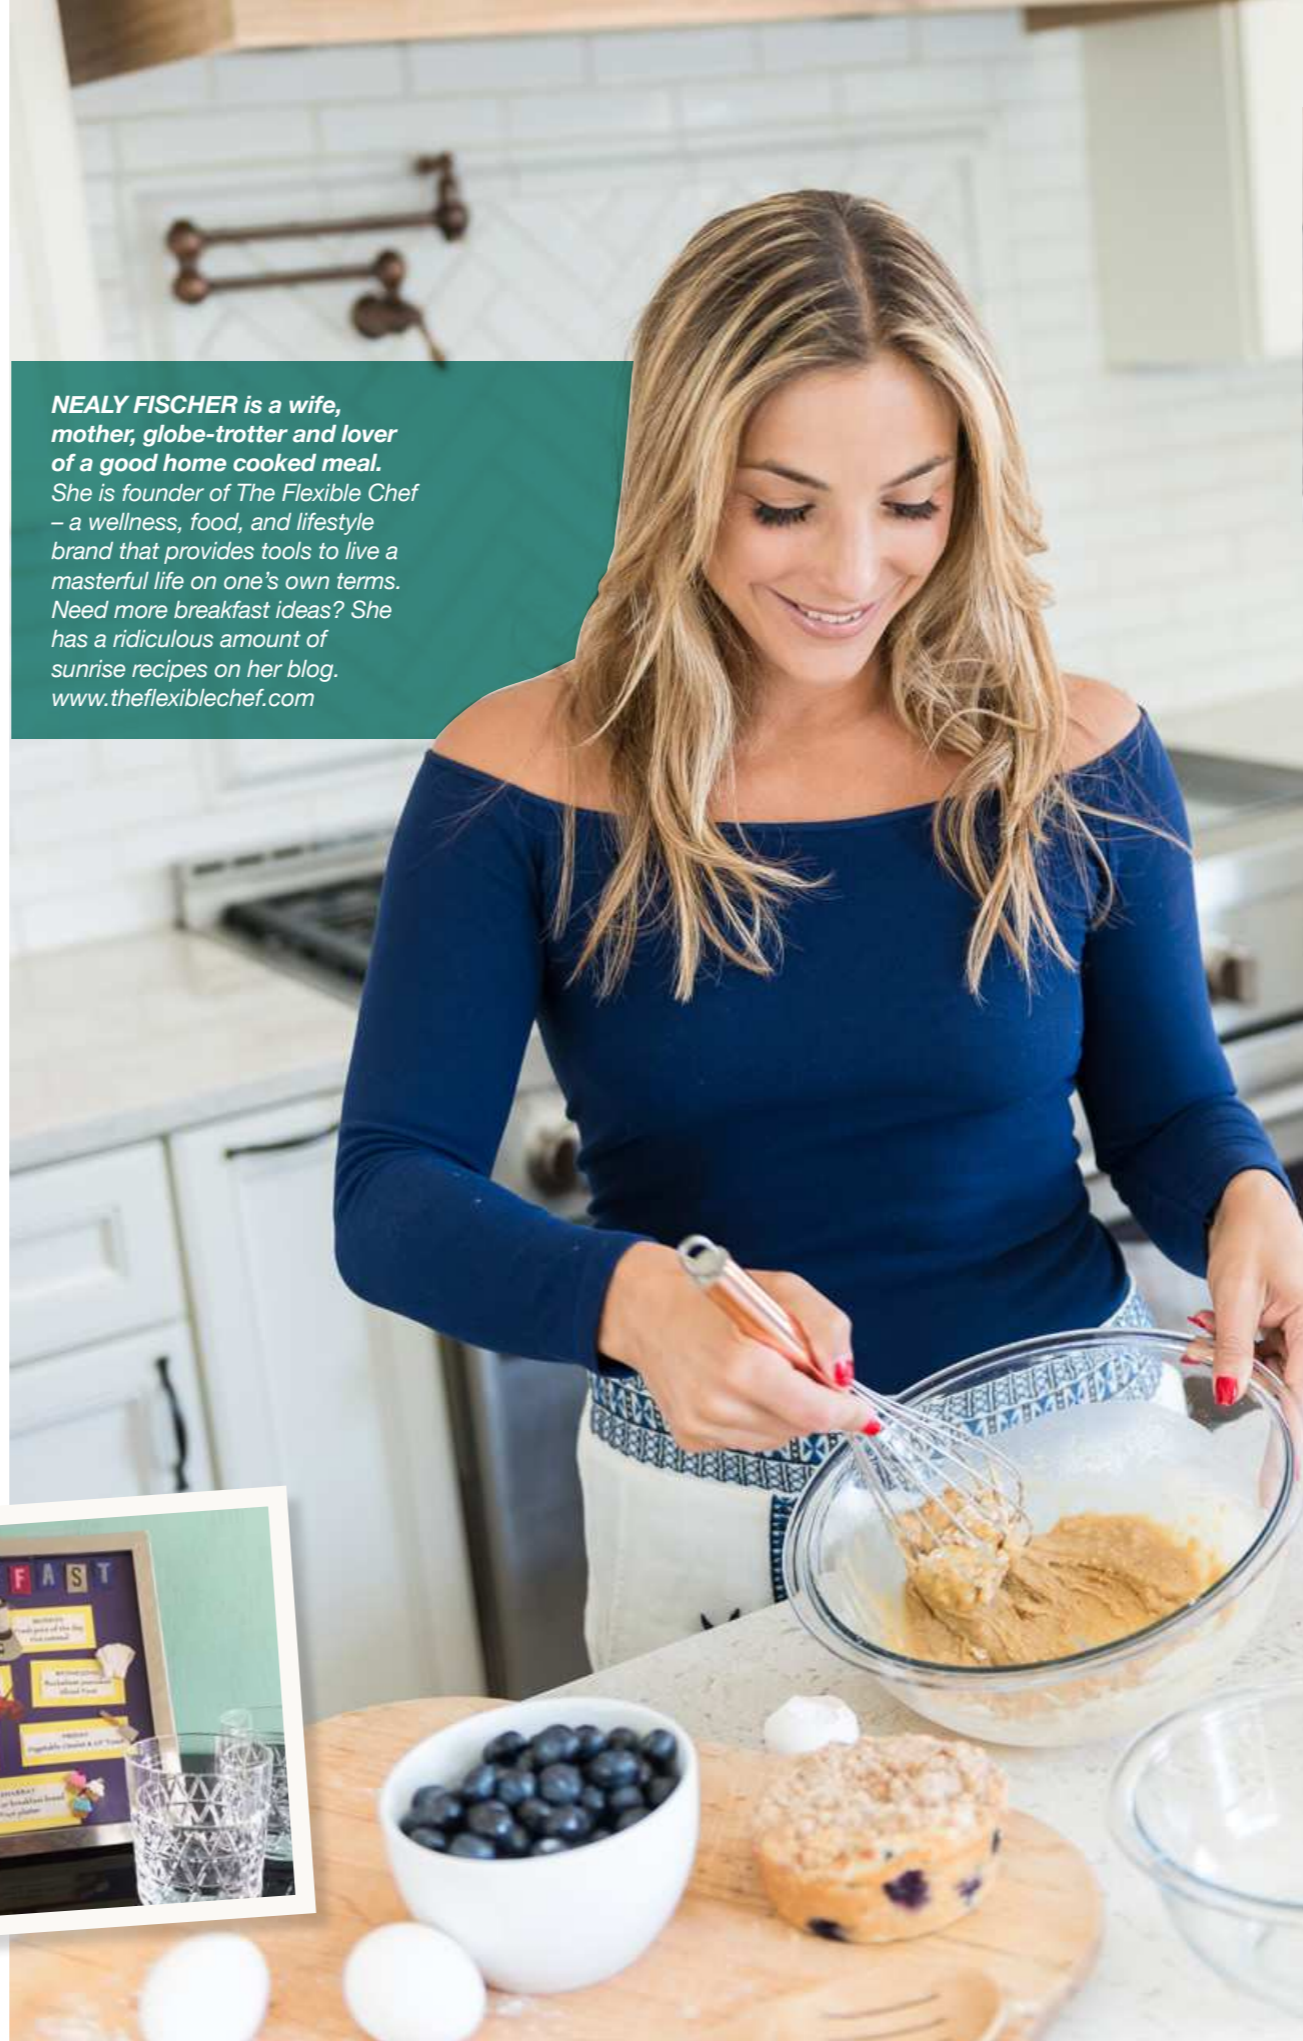 NEALY FISCHER is a wife,
mother, globe-trotter and lover
of a good home cooked meal.
She is founder of The Flexible Chef
– a wellness, food, and lifestyle
brand that provides tools to live a
masterful life on one's own terms.
Need more breakfast ideas? She
has a ridiculous amount of
sunrise recipes on her blog.
www.theflexiblechef.com
FAST